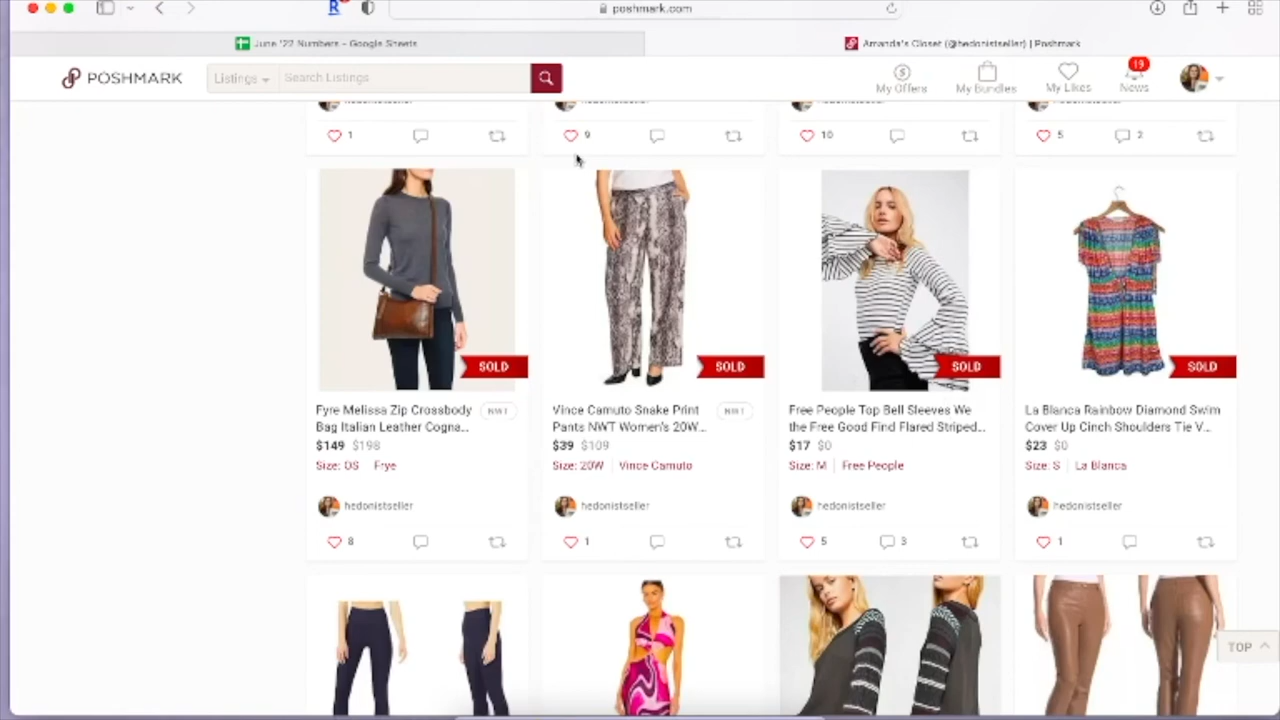 poshmark.com
June '22 Numbers – Google Sheets
Amanda's Closet (@hedonistseller) | Poshmark
POSHMARK
Listings
Search Listings
My Offers
My Bundles
My Likes
19
News
hedonistseller
hedonistseller
hedonistseller
hedonistseller
1
9
10
5
2
SOLD
SOLD
SOLD
SOLD
Fyre Melissa Zip Crossbody
Bag Italian Leather Cogna...
NWT
$149 $198
Size: OS | Frye
hedonistseller
8
Vince Camuto Snake Print
Pants NWT Women's 20W...
NWT
$39 $109
Size: 20W | Vince Camuto
hedonistseller
1
Free People Top Bell Sleeves We
the Free Good Find Flared Striped...
$17 $0
Size: M | Free People
hedonistseller
5
3
La Blanca Rainbow Diamond Swim
Cover Up Cinch Shoulders Tie V...
$23 $0
Size: S | La Blanca
hedonistseller
1
TOP